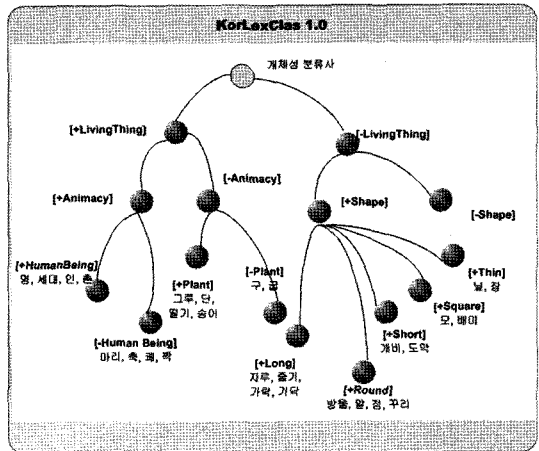 KorLexClas 1.0
개체성 분류사
[+LivingThing]
[-LivingThing]
[+Animacy]
[-Animacy]
[+Shape]
[-Shape]
[+HumanBeing]
명, 세대, 인, 촌
[-Human Being]
마리, 축, 쾌, 짝
[+Plant]
그루, 단,
떨기, 송어
[-Plant]
구,
[+Long]
자루, 줄기,
가락, 가닥
[+Round]
방울, 알, 점, 꾸리
[+Short]
개비, 도막
[+Square]
모, 배미
[+Thin]
닢, 장